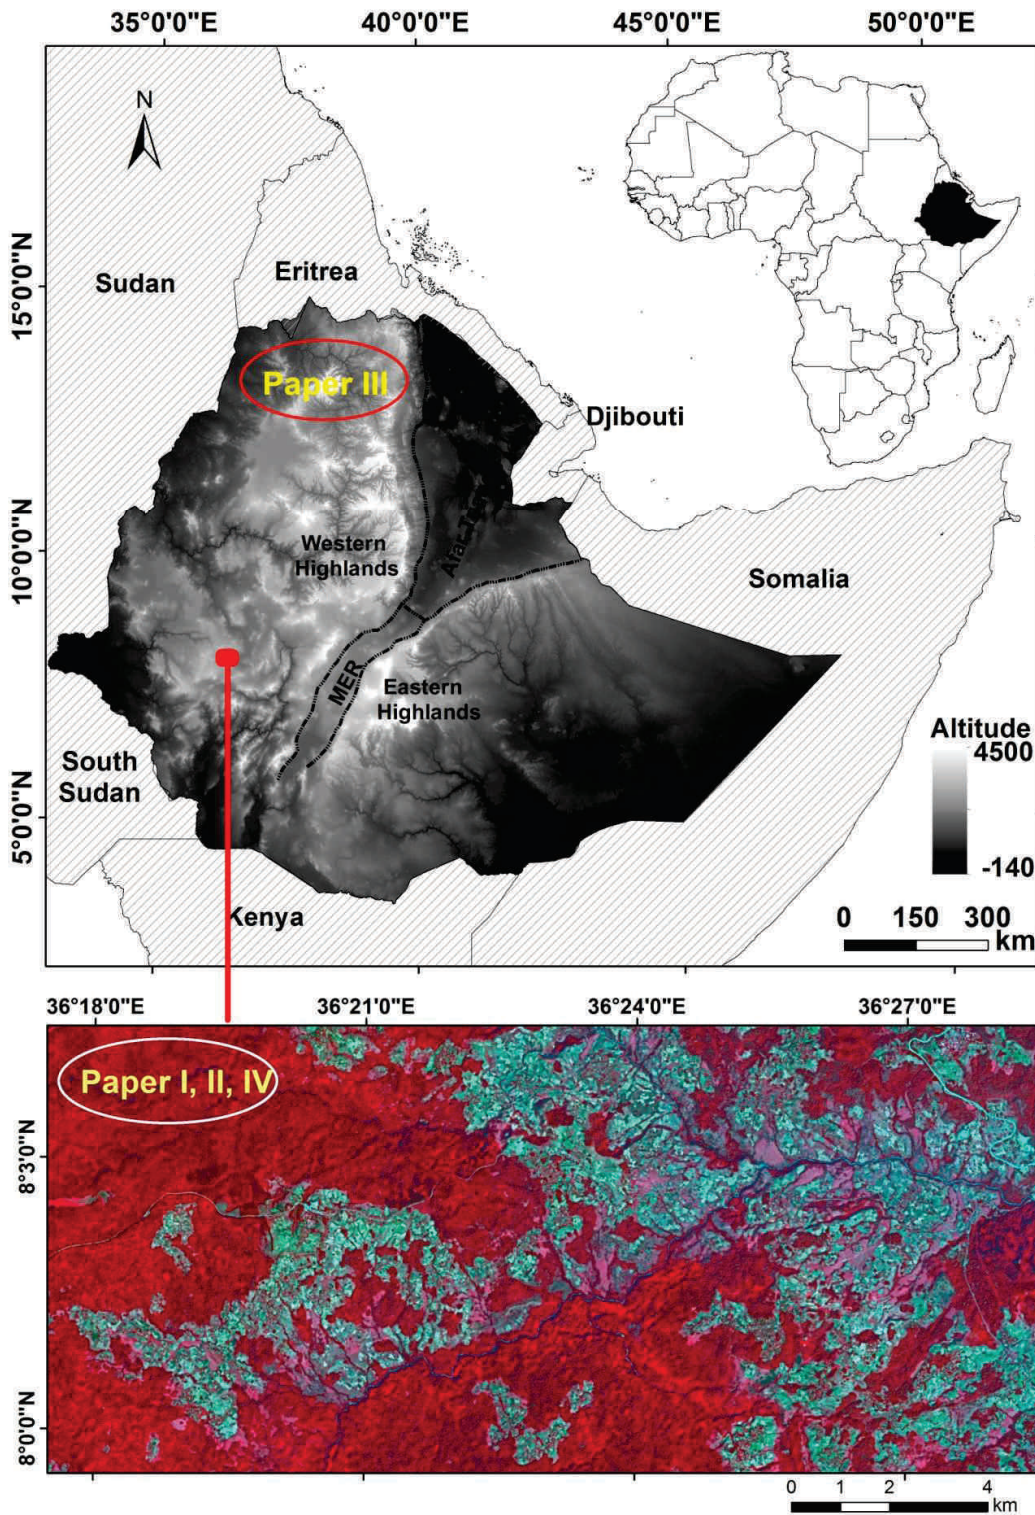 35°0'0"E
40°0'0"E
45°0'0"E
50°0'0"E
N
15°0'0"N
10°0'0"N
5°0'0"N
Sudan
Eritrea
Paper III
Djibouti
Western
Highlands
Afar
Somalia
MER
Eastern
Highlands
South
Sudan
Kenya
Altitude
4500
-140
0 150 300
km
36°18'0"E
36°21'0"E
36°24'0"E
36°27'0"E
Paper I, II, IV
8°3'0"N
8°0'0"N
0 1 2 4
km